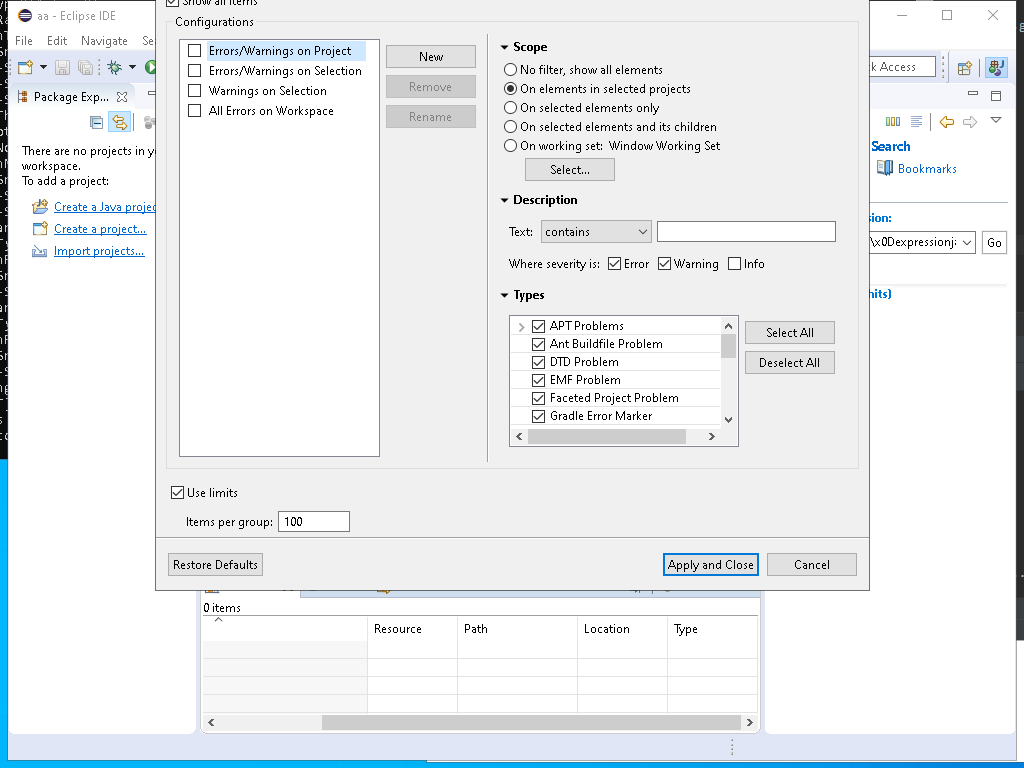 Show all items
aa - Eclipse IDE
Configurations
File Edit Navigate Se
Errors/Warnings on Project
Errors/Warnings on Selection
Warnings on Selection
All Errors on Workspace
New
Remove
Rename
Scope
No filter, show all elements
On elements in selected projects
On selected elements only
On selected elements and its children
On working set: Window Working Set
Select...
Description
Text: contains
Where severity is: Error Warning Info
Types
APT Problems
Ant Buildfile Problem
DTD Problem
EMF Problem
Faceted Project Problem
Gradle Error Marker
Select All
Deselect All
Use limits
Items per group: 100
Restore Defaults
Apply and Close
Cancel
k Access
Package Exp...
There are no projects in y
workspace.
To add a project:
Create a Java projec
Create a project...
Import projects...
Search
Bookmarks
sion:
\x0Dexpressionj
Go
hits)
0 items
Resource Path Location Type